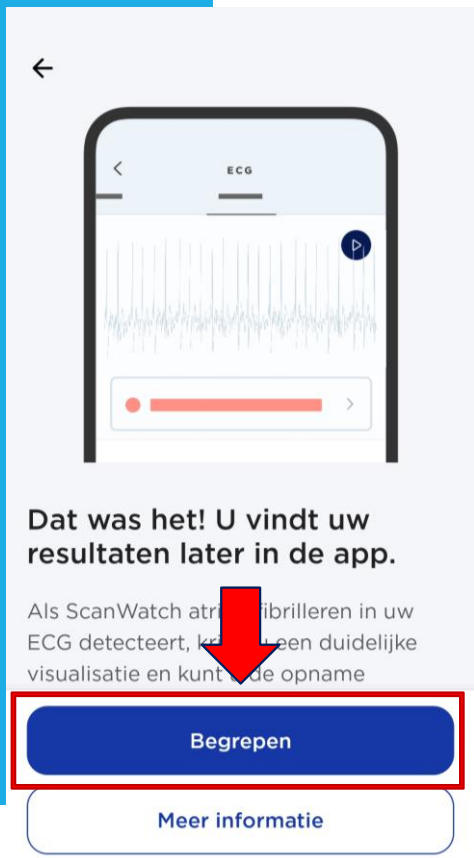 ECG
Dat was het! U vindt uw
resultaten later in de app.
Als ScanWatch fibrilleren in uw
ECG detecteert, een duidelijke
visualisatie en kunt de opname
Begrepen
Meer informatie